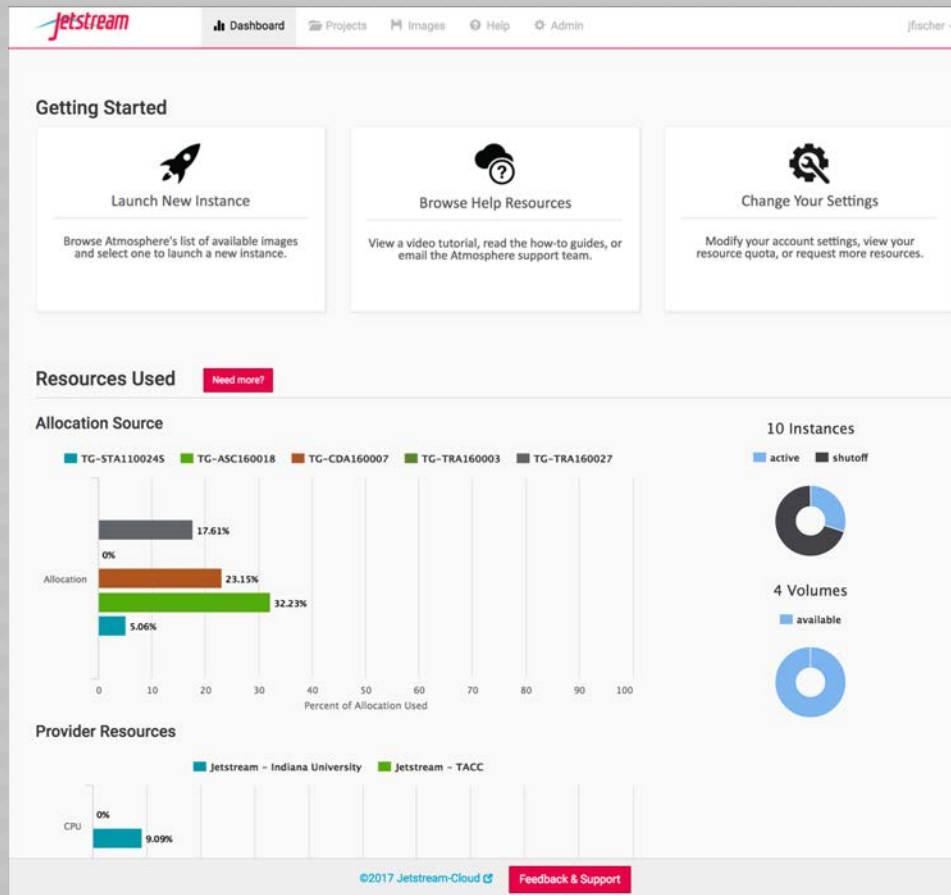 Jetstream
Dashboard Projects Images Help Admin jfischer
Getting Started
?
Launch New Instance
Browse Atmosphere's list of available images
and select one to launch a new instance.
Browse Help Resources
View a video tutorial, read the how-to guides, or
email the Atmosphere support team.
Change Your Settings
Modify your account settings, view your
resource quota, or request more resources.
Resources Used Need more?
Allocation Source
TG-STA110024S TG-ASC160018 TG-CDA160007 TG-TRA160003 TG-TRA160027
17.61%
0%
Allocation
23.15%
32.23%
5.06%
0 10 20 30 40 50 60 70 80 90 100
Percent of Allocation Used
10 Instances
active shutoff
4 Volumes
available
Provider Resources
Jetstream - Indiana University Jetstream - TACC
CPU
0%
9.09%
©2017 Jetstream-Cloud Feedback & Support